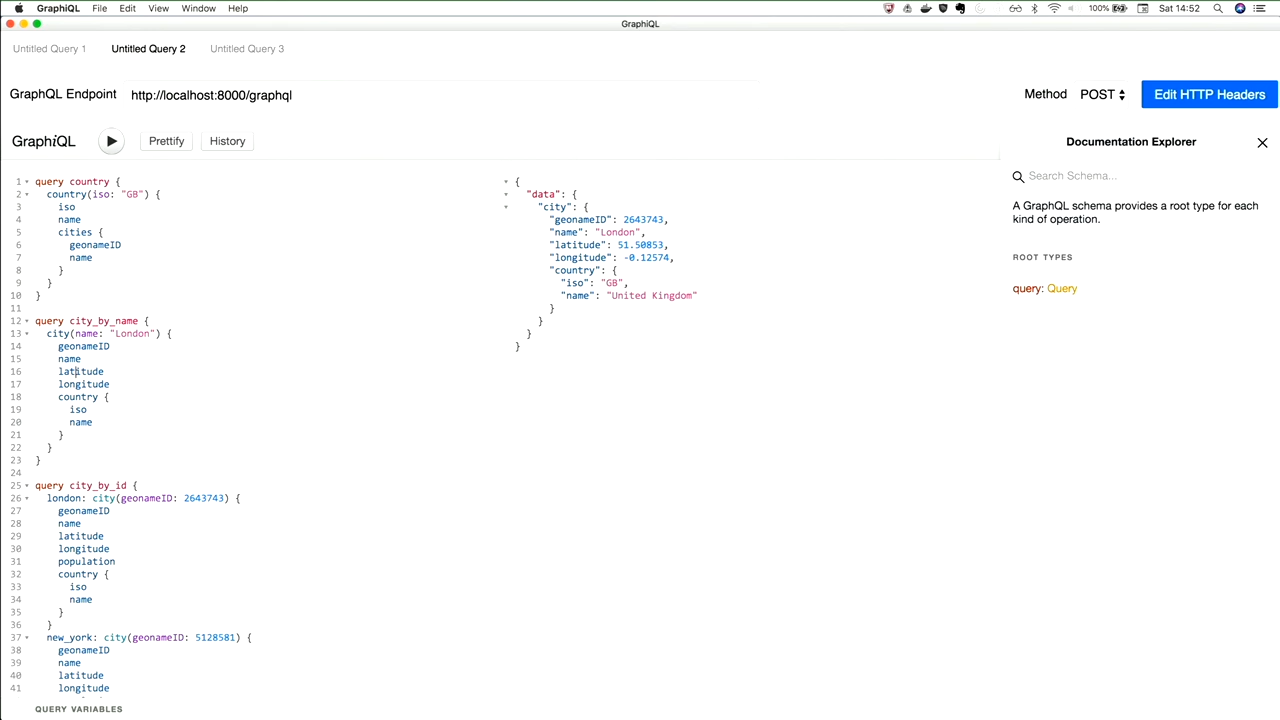 GraphiQL File Edit View Window Help 100% Sat 14:52
GraphiQL
Untitled Query 1 Untitled Query 2 Untitled Query 3
GraphQL Endpoint http://localhost:8000/graphql Method POST Edit HTTP Headers
GraphiQL Prettify History Documentation Explorer
Search Schema...
A GraphQL schema provides a root type for each
kind of operation.
ROOT TYPES
query: Query
1 query country {
2 country(iso: "GB") {
3 iso
4 name
5 cities {
6 geonameID
7 name
8 }
9 }
10 }
11
12 query city_by_name {
13 city(name: "London") {
14 geonameID
15 name
16 latitude
17 longitude
18 country {
19 iso
20 name
21 }
22 }
23 }
24
25 query city_by_id {
26 london: city(geonameID: 2643743) {
27 geonameID
28 name
29 latitude
30 longitude
31 population
32 country {
33 iso
34 name
35 }
36 }
37 new_york: city(geonameID: 5128581) {
38 geonameID
39 name
40 latitude
41 longitude
{
"data": {
"city": {
"geonameID": 2643743,
"name": "London",
"latitude": 51.50853,
"longitude": -0.12574,
"country": {
"iso": "GB",
"name": "United Kingdom"
}
}
}
}
QUERY VARIABLES